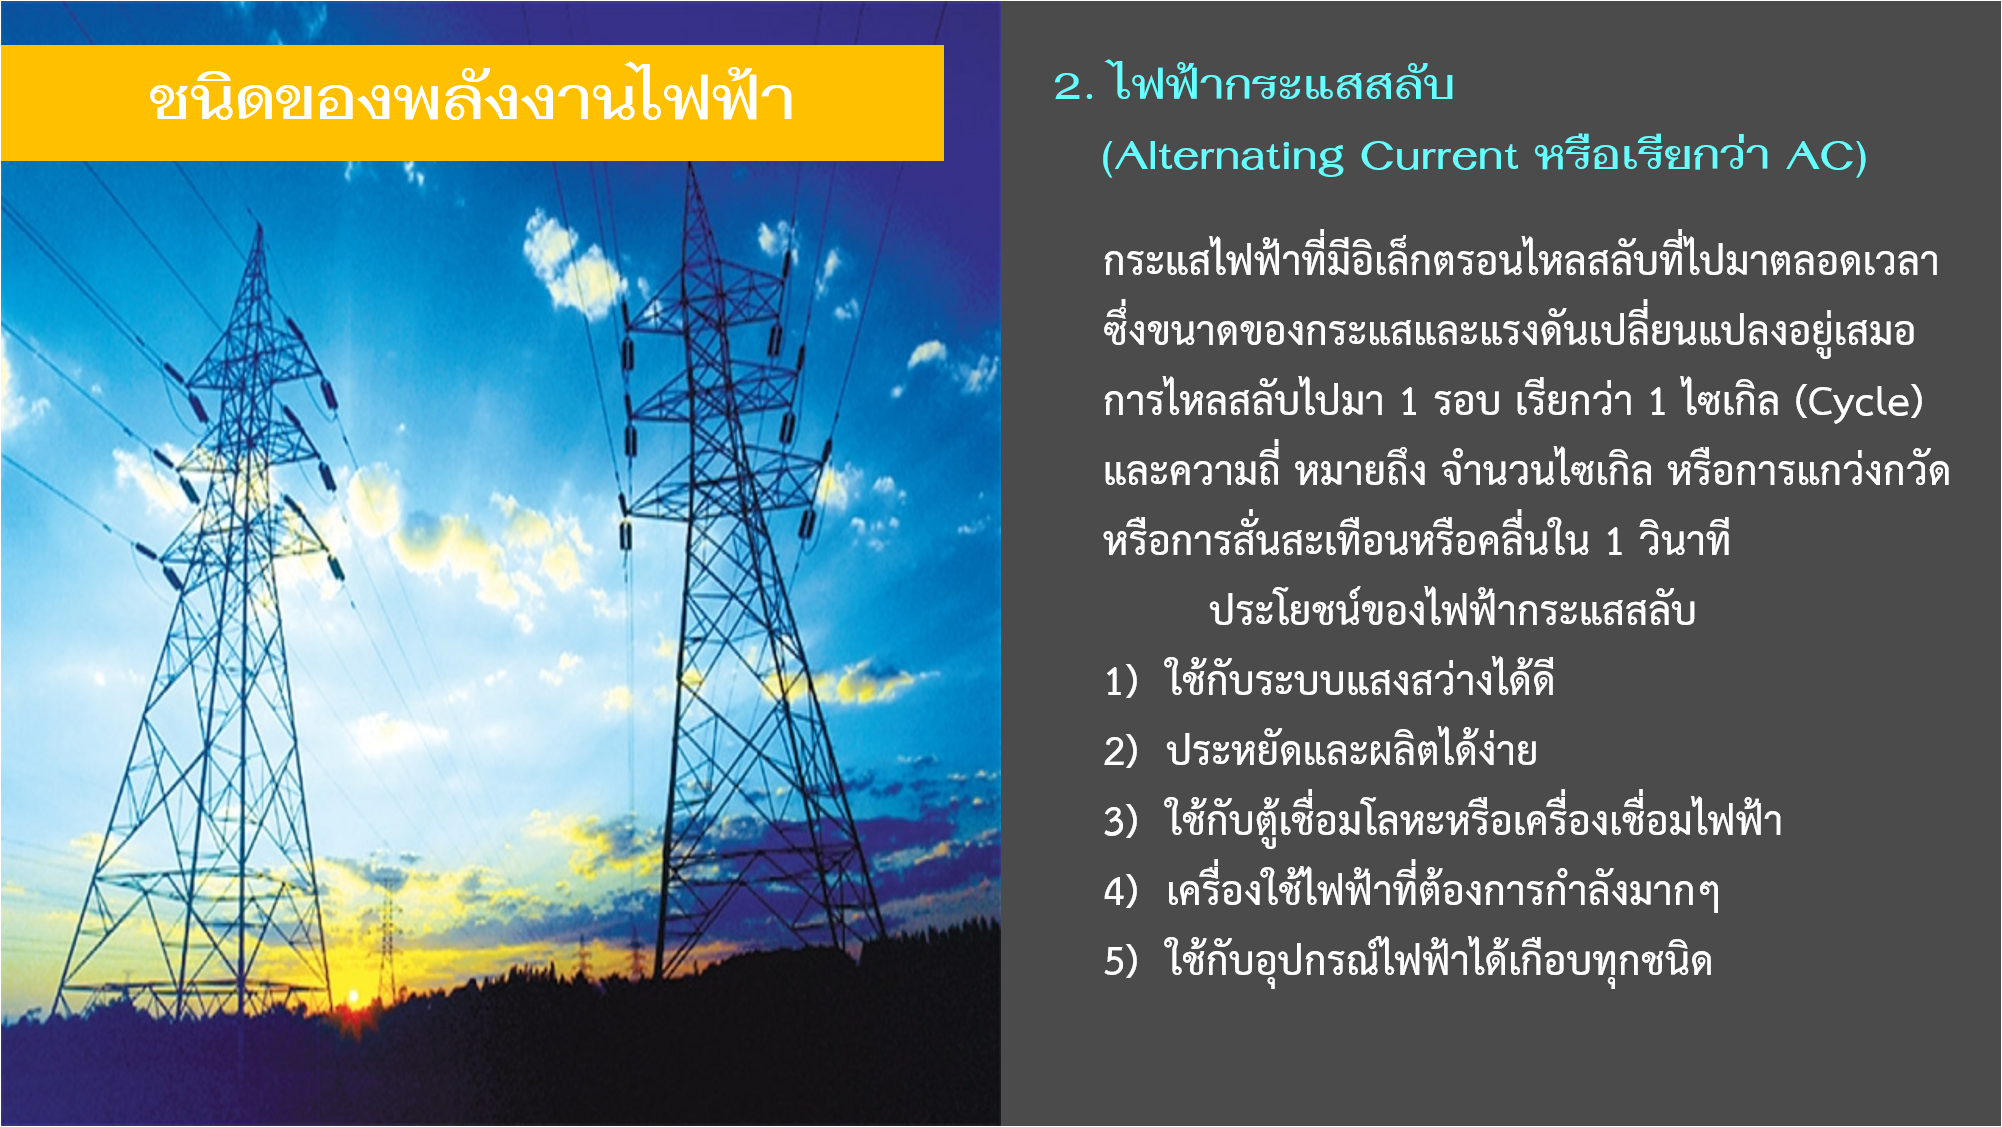 ชนิดของพลังงานไฟฟ้า
2. ไฟฟ้ากระแสสลับ
(Alternating Current หรือเรียกว่า AC)
กระแสไฟฟ้าที่มีอิเล็กตรอนไหลสลับที่ไปมาตลอดเวลา
ซึ่งขนาดของกระแสและแรงดันเปลี่ยนแปลงอยู่เสมอ
การไหลสลับไปมา 1 รอบ เรียกว่า 1 ไซเกิล (Cycle)
และความถี่ หมายถึง จำนวนไซเกิล หรือการแกว่งกวัด
หรือการสั่นสะเทือนหรือคลื่นใน 1 วินาที
ประโยชน์ของไฟฟ้ากระแสสลับ
1) ใช้กับระบบแสงสว่างได้ดี
2) ประหยัดและผลิตได้ง่าย
3) ใช้กับตู้เชื่อมโลหะหรือเครื่องเชื่อมไฟฟ้า
4) เครื่องใช้ไฟฟ้าที่ต้องการกำลังมากๆ
5) ใช้กับอุปกรณ์ไฟฟ้าได้เกือบทุกชนิด